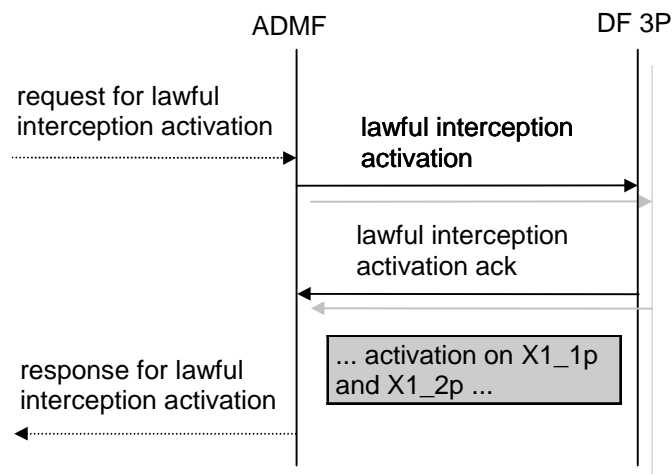 ADMF
DF 3P
request for lawful
interception activation
lawful interception
activation
lawful interception
activation ack
... activation on X1_1p
and X1_2p ...
response for lawful
interception activation